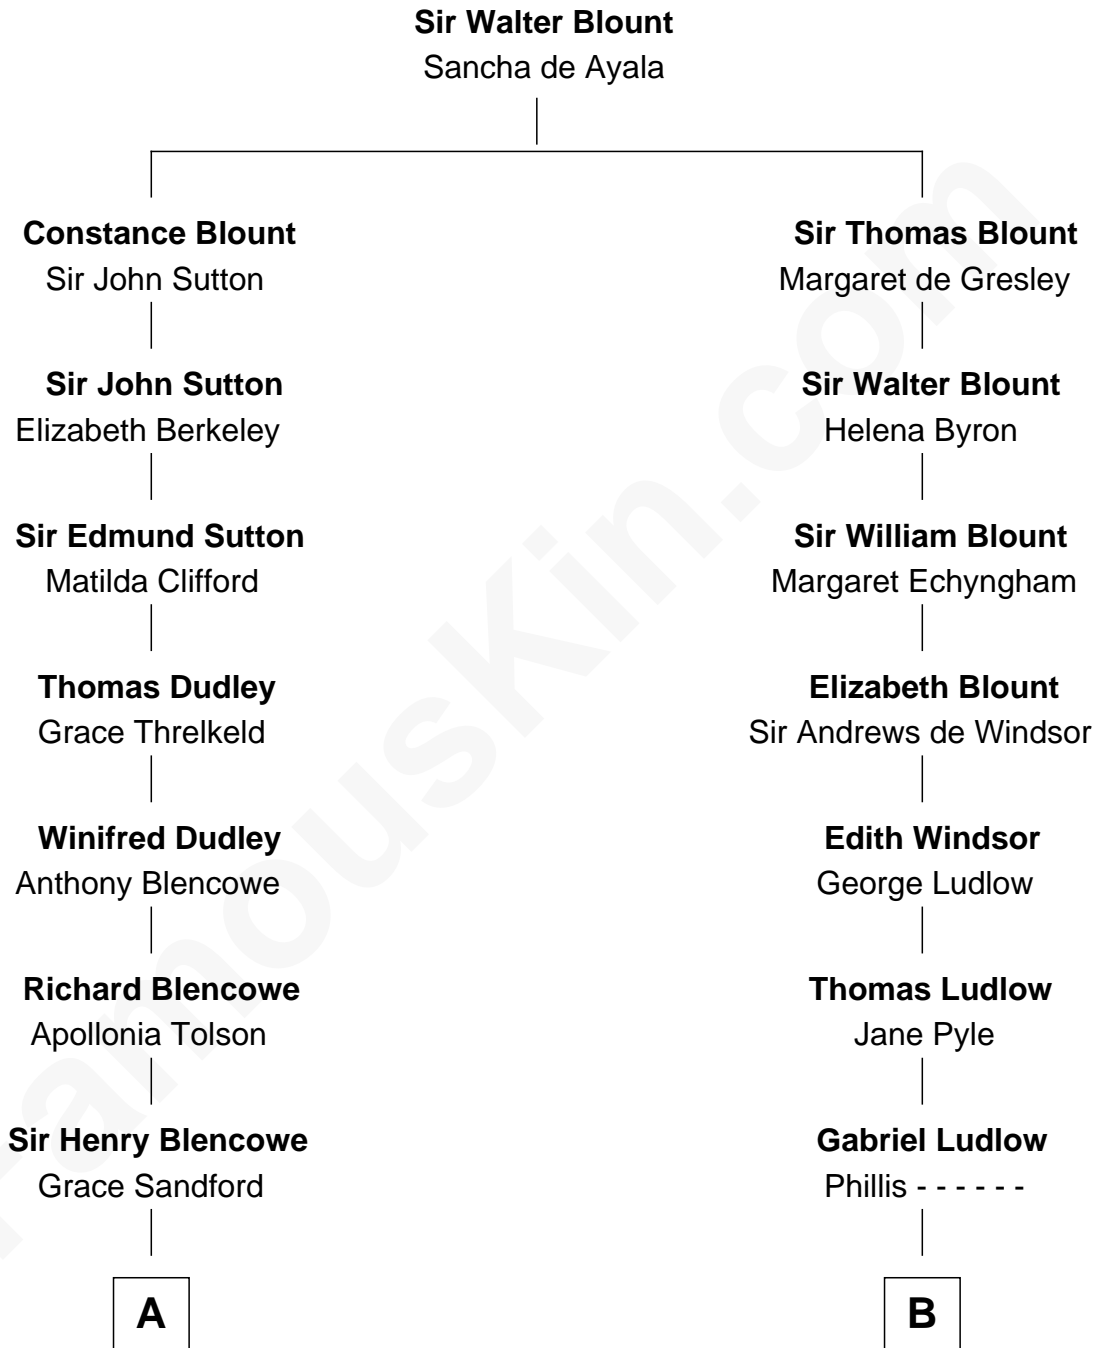 Sir Walter Blount
Sancha de Ayala
Constance Blount
Sir John Sutton
Sir Thomas Blount
Margaret de Gresley
Sir John Sutton
Elizabeth Berkeley
Sir Walter Blount
Helena Byron
Sir Edmund Sutton
Matilda Clifford
Sir William Blount
Margaret Echyngham
Thomas Dudley
Grace Threlkeld
Elizabeth Blount
Sir Andrews de Windsor
Winifred Dudley
Anthony Blencowe
Edith Windsor
George Ludlow
Richard Blencowe
Apollonia Tolson
Thomas Ludlow
Jane Pyle
Sir Henry Blencowe
Grace Sandford
Gabriel Ludlow
Phillis - - - - - -
A
B
FamousKin.com